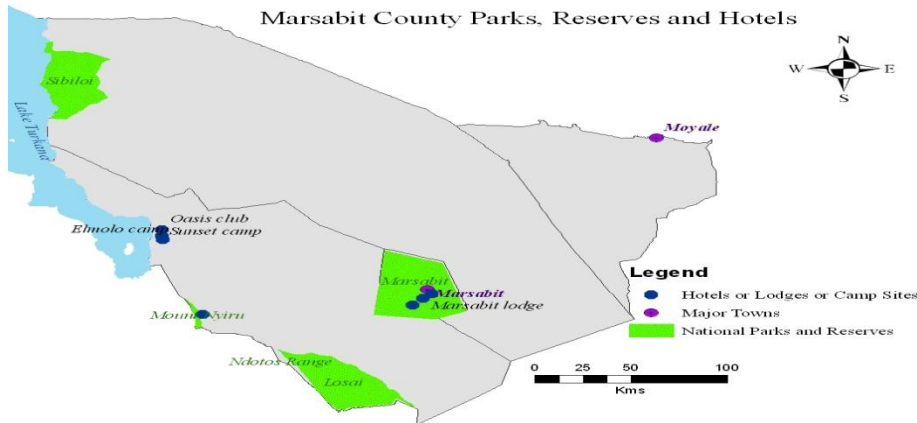 Marsabit County Parks, Reserves and Hotels
N
W E
S
Sibiloi
Lake Turkana
Moyale
Oasis club
Elmolo camp Sunset camp
Marsabit
Marsabit
Marsabit lodge
Mount Nyiru
Ndotos Range
Losai
Legend
Hotels or Lodges or Camp Sites
Major Towns
National Parks and Reserves
0 25 50 100
Kms